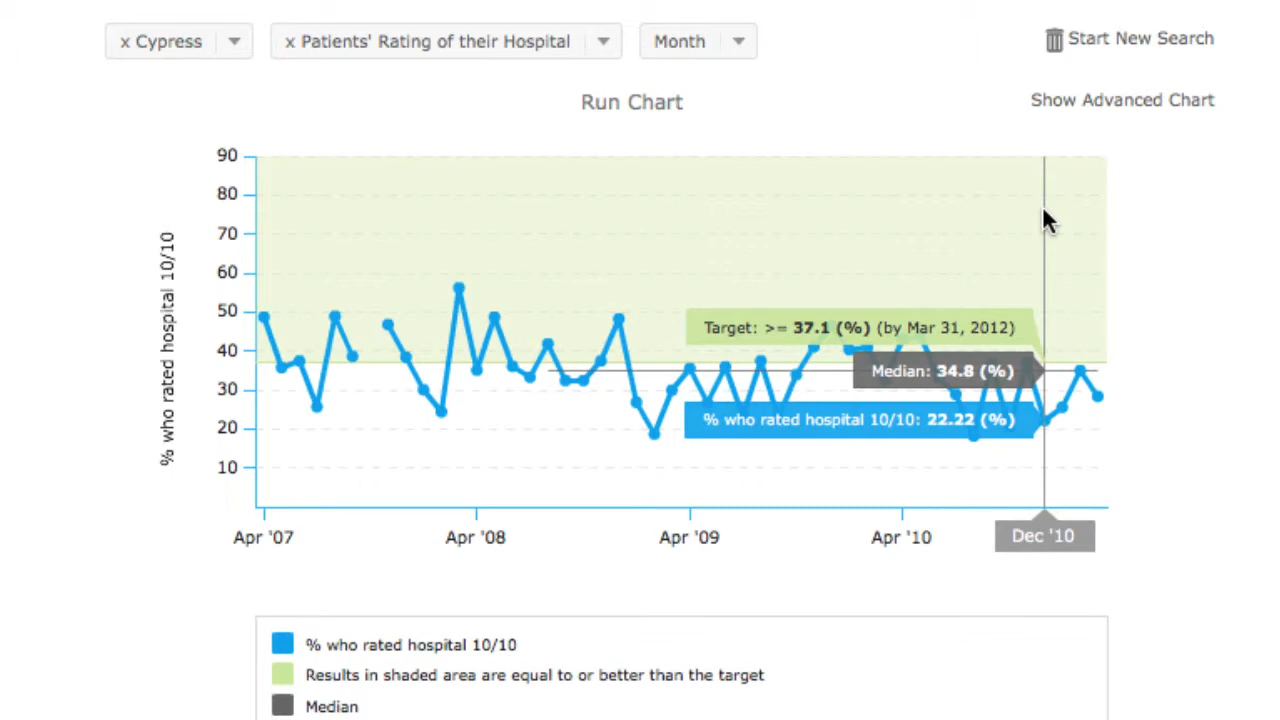 x Cypress
x Patients' Rating of their Hospital
Month
Start New Search
Run Chart
Show Advanced Chart
90
80
70
60
50
40
30
20
10
% who rated hospital 10/10
Target: >= 37.1 (%) (by Mar 31, 2012)
Median: 34.8 (%)
% who rated hospital 10/10: 22.22 (%)
Apr '07
Apr '08
Apr '09
Apr '10
Dec '10
% who rated hospital 10/10
Results in shaded area are equal to or better than the target
Median